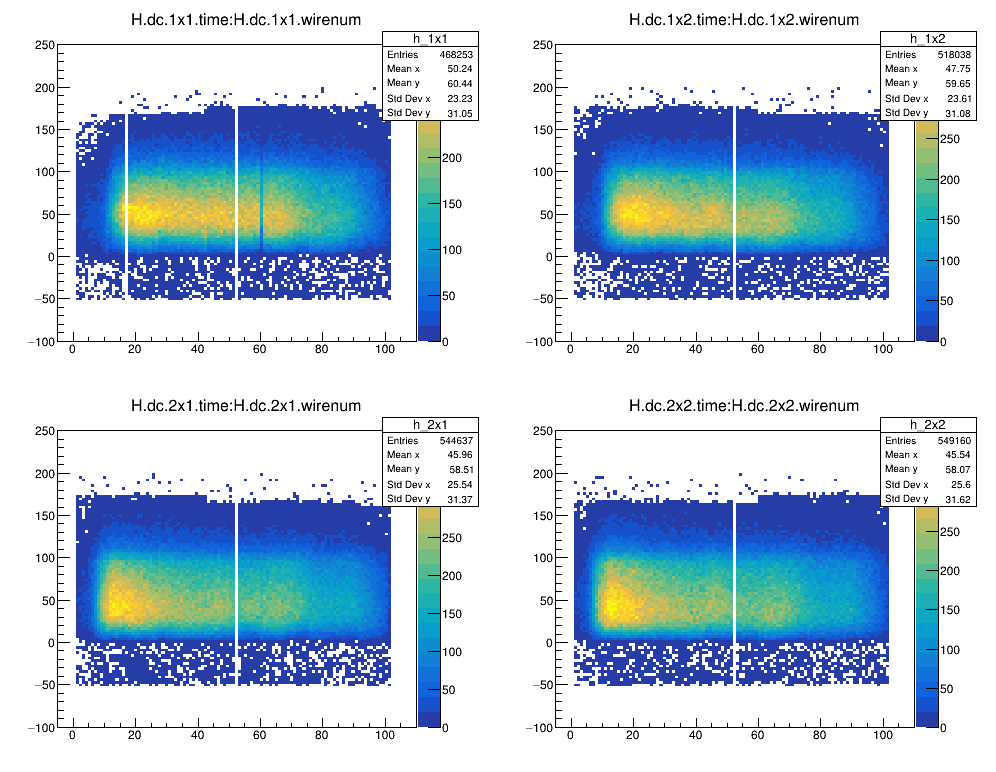 H.dc.1x1.time:H.dc.1x1.wirenum
h_1x1
Entries 468253
Mean x 50.24
Mean y 60.44
Std Dev x 23.23
Std Dev y 31.05
250
200
150
100
50
0
−50
−100
0 20 40 60 80 100
200
150
100
50
0
H.dc.1x2.time:H.dc.1x2.wirenum
h_1x2
Entries 518038
Mean x 47.75
Mean y 59.65
Std Dev x 23.61
Std Dev y 31.08
250
200
150
100
50
0
−50
−100
0 20 40 60 80 100
250
200
150
100
50
0
H.dc.2x1.time:H.dc.2x1.wirenum
h_2x1
Entries 544637
Mean x 45.96
Mean y 58.51
Std Dev x 25.54
Std Dev y 31.37
250
200
150
100
50
0
−50
−100
0 20 40 60 80 100
250
200
150
100
50
0
H.dc.2x2.time:H.dc.2x2.wirenum
h_2x2
Entries 549160
Mean x 45.54
Mean y 58.07
Std Dev x 25.6
Std Dev y 31.62
250
200
150
100
50
0
−50
−100
0 20 40 60 80 100
250
200
150
100
50
0